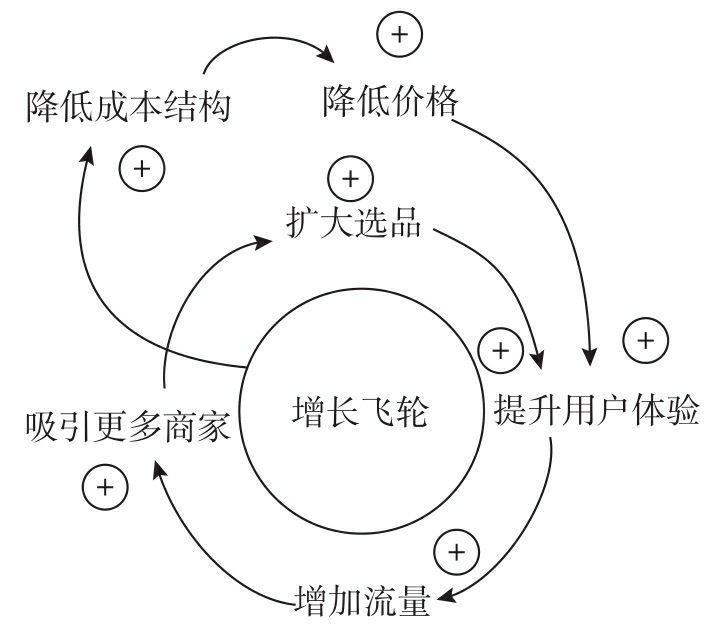 降低成本结构
降低价格
扩大选品
增长飞轮
提升用户体验
吸引更多商家
增加流量